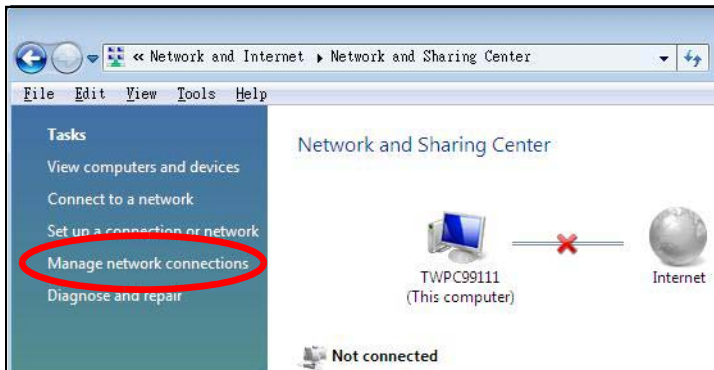 « Network and Internet ▸ Network and Sharing Center
File Edit View Tools Help
Tasks
View computers and devices
Connect to a network
Set up a connection or network
Manage network connections
Diagnose and repair
Network and Sharing Center
TWPC99111
(This computer)
Internet
Not connected